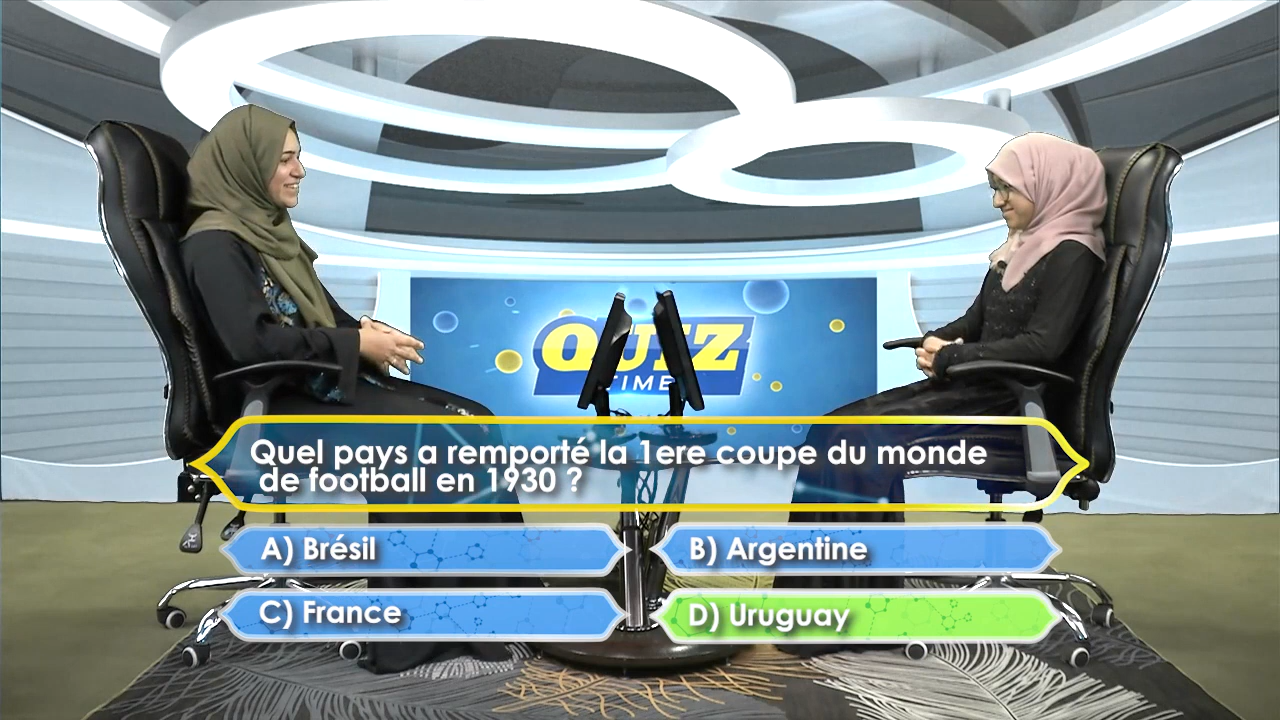 QUIZ
TIME
Quel pays a remporté la 1ere coupe du monde
de football en 1930 ?
A) Brésil
B) Argentine
C) France
D) Uruguay